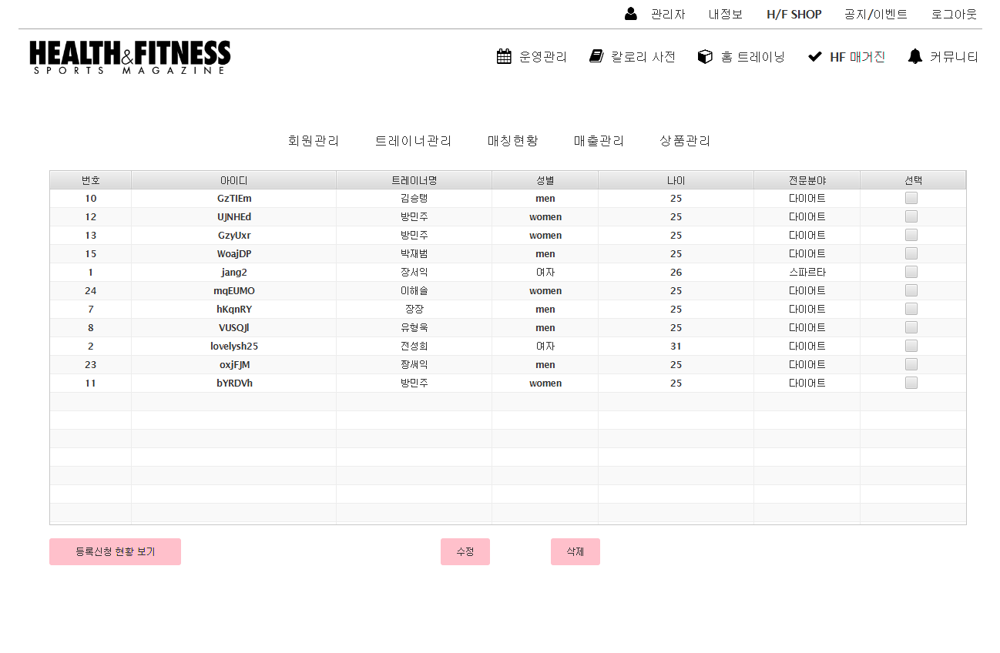 관리자 내정보 H/F SHOP 공지/이벤트 로그아웃
HEALTH&FITNESS
SPORTS MAGAZINE
운영관리 칼로리 사전 홈 트레이닝 HF 매거진 커뮤니티
회원관리 트레이너관리 매칭현황 매출관리 상품관리
번호 아이디 트레이너명 성별 나이 전문분야 선택
10 GzTIEm 김승탱 men 25 다이어트
12 UJNHEd 방민주 women 25 다이어트
13 GzyUxr 방민주 women 25 다이어트
15 WoajDP 박재범 men 25 다이어트
1 jang2 장서익 여자 26 스파르타
24 mqEUMO 이해솔 women 25 다이어트
7 hKqnRY 장장 men 25 다이어트
8 VUSQJl 유형욱 men 25 다이어트
2 lovelysh25 전성희 여자 31 다이어트
23 oxjFJM 짱써익 men 25 다이어트
11 bYRDVh 방민주 women 25 다이어트
등록신청 현황 보기 수정 삭제